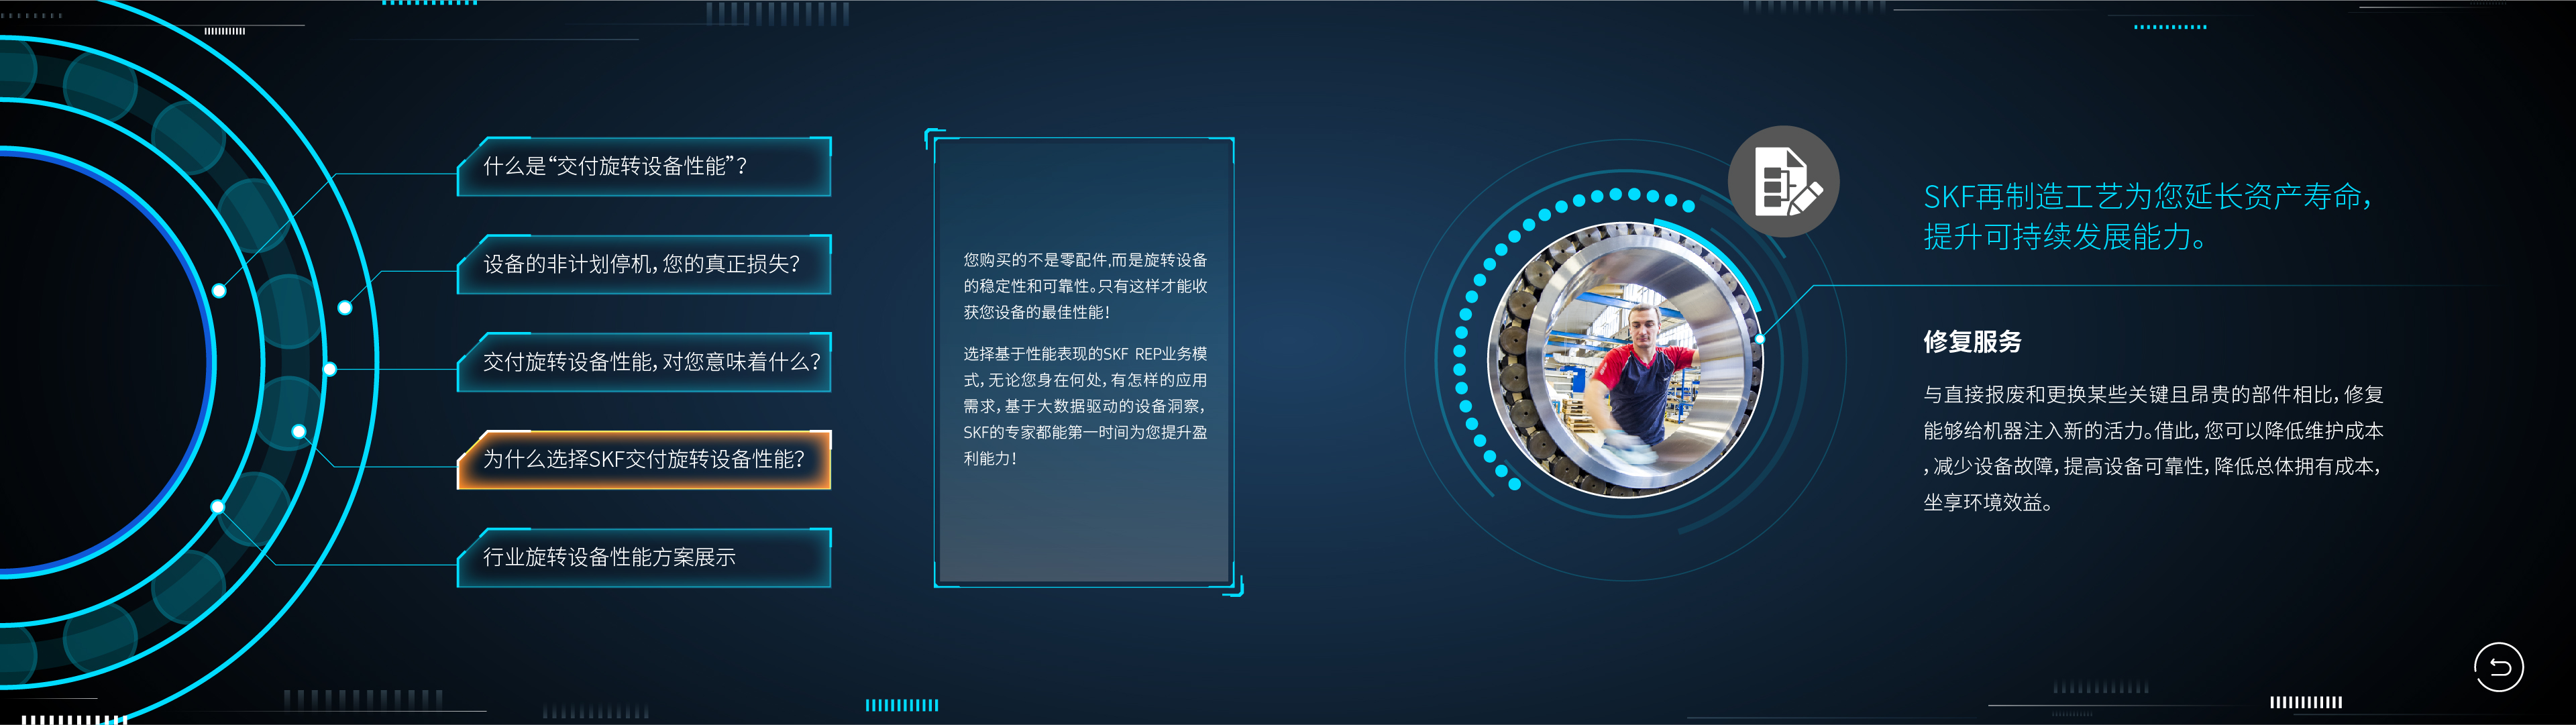 什么是“交付旋转设备性能”？
设备的非计划停机，您的真正损失？
交付旋转设备性能，对您意味着什么？
为什么选择SKF交付旋转设备性能？
行业旋转设备性能方案展示
您购买的不是零配件,而是旋转设备
的稳定性和可靠性。只有这样才能收
获您设备的最佳性能！
选择基于性能表现的SKF REP业务模
式，无论您身在何处，有怎样的应用
需求，基于大数据驱动的设备洞察，
SKF的专家都能第一时间为您提升盈
利能力！
SKF再制造工艺为您延长资产寿命，
提升可持续发展能力。
修复服务
与直接报废和更换某些关键且昂贵的部件相比，修复
能够给机器注入新的活力。借此，您可以降低维护成本
，减少设备故障，提高设备可靠性，降低总体拥有成本，
坐享环境效益。